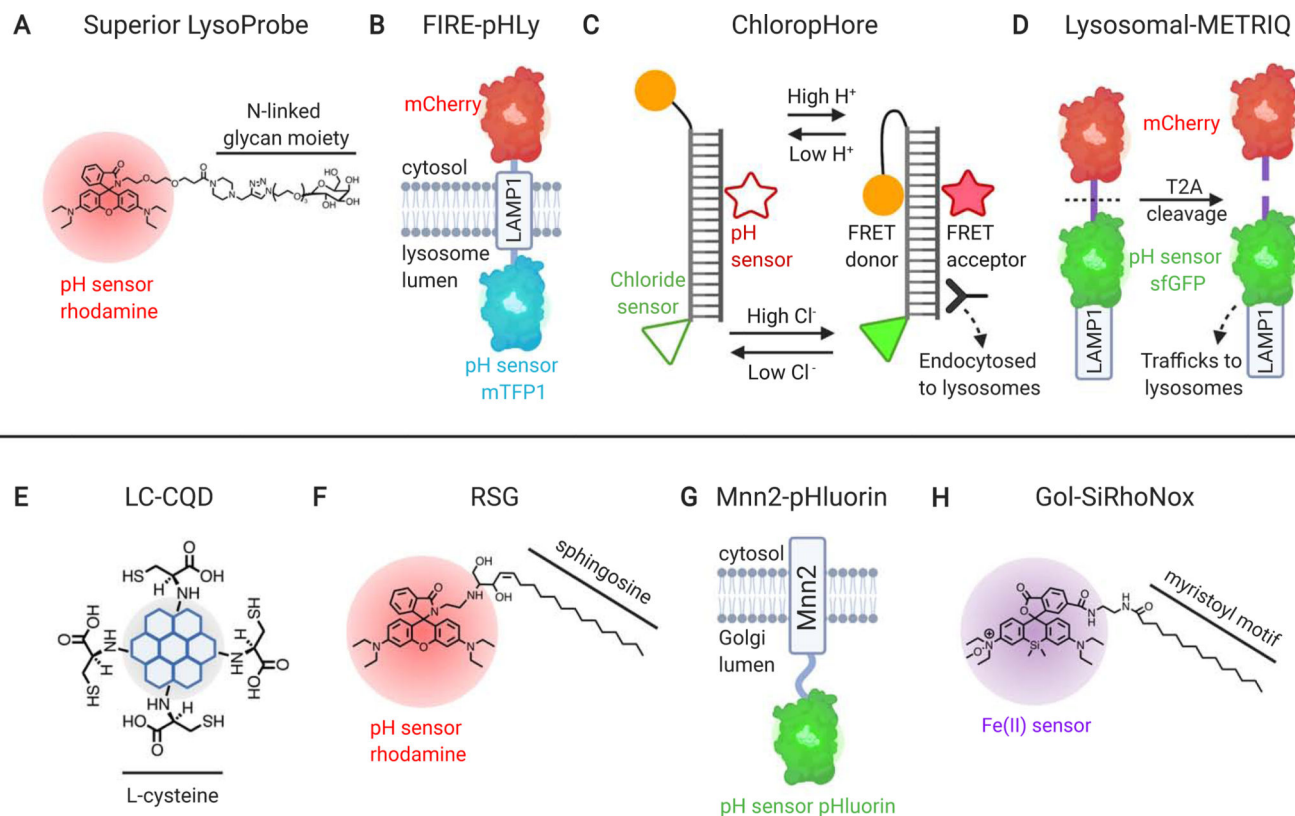 A Superior LysoProbe
N-linked
glycan moiety
pH sensor
rhodamine
B FIRE-pHLy
mCherry
cytosol
LAMP1
lysosome
lumen
pH sensor
mTFP1
C ChloropHore
High H⁺
Low H⁺
pH
sensor
FRET
donor
FRET
acceptor
Chloride
sensor
High Cl⁻
Low Cl⁻
Endocytosed
to lysosomes
D Lysosomal-METRIQ
mCherry
T2A
cleavage
pH sensor
sfGFP
LAMP1
Trafficks to
lysosomes
LAMP1
E LC-CQD
L-cysteine
F RSG
sphingosine
pH sensor
rhodamine
G Mnn2-pHluorin
cytosol
Mnn2
Golgi
lumen
pH sensor pHluorin
H Gol-SiRhoNox
myristoyl motif
Fe(II) sensor